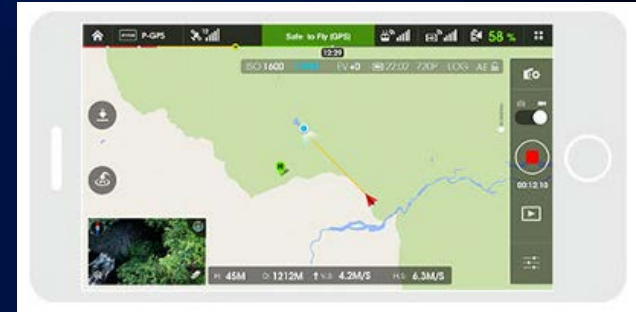 P-GPS Safe to Fly (GPS) 58 %
12:29
ISO 1600 EV +0 22:02 720P LOG AE
00:12:10
H: 45M D: 1212M V.S: 4.2M/S H.S: 6.3M/S